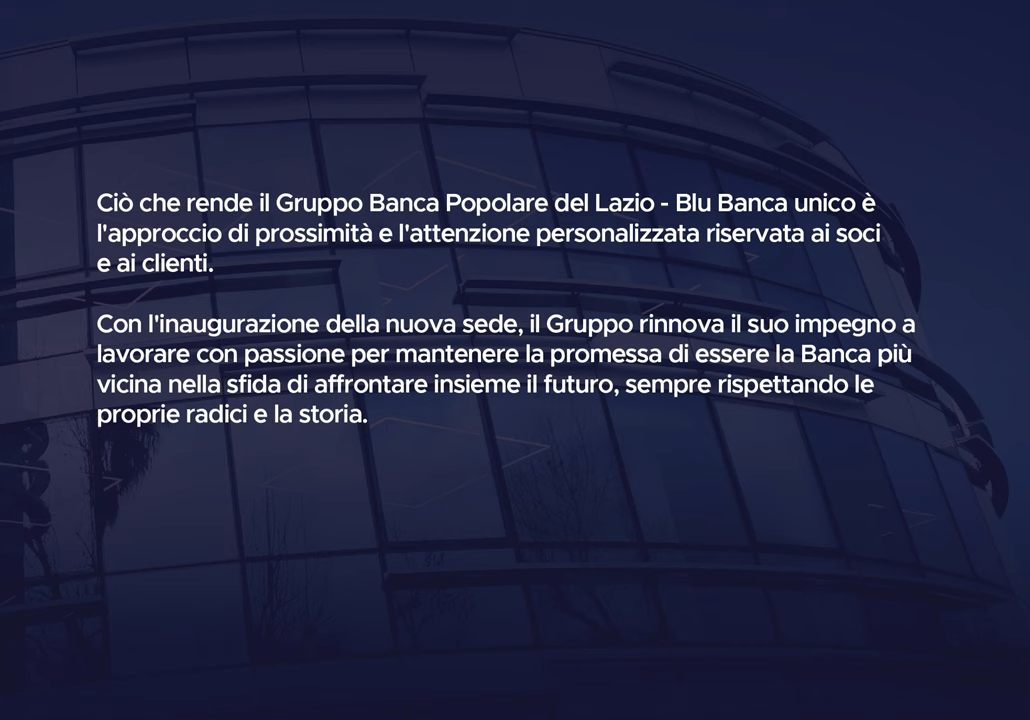 Ciò che rende il Gruppo Banca Popolare del Lazio - Blu Banca unico è
l'approccio di prossimità e l'attenzione personalizzata riservata ai soci
e ai clienti.
Con l'inaugurazione della nuova sede, il Gruppo rinnova il suo impegno a
lavorare con passione per mantenere la promessa di essere la Banca più
vicina nella sfida di affrontare insieme il futuro, sempre rispettando le
proprie radici e la storia.